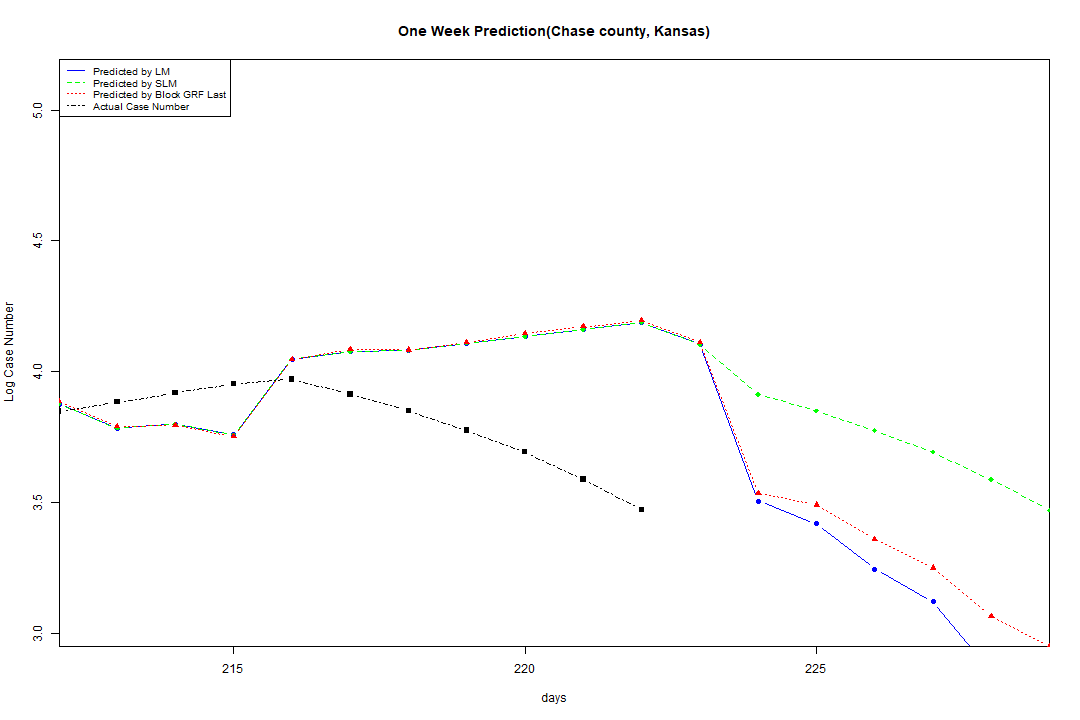 One Week Prediction(Chase county, Kansas)
Predicted by LM
Predicted by SLM
Predicted by Block GRF Last
Actual Case Number
5.0
4.5
4.0
3.5
3.0
Log Case Number
215 220 225
days